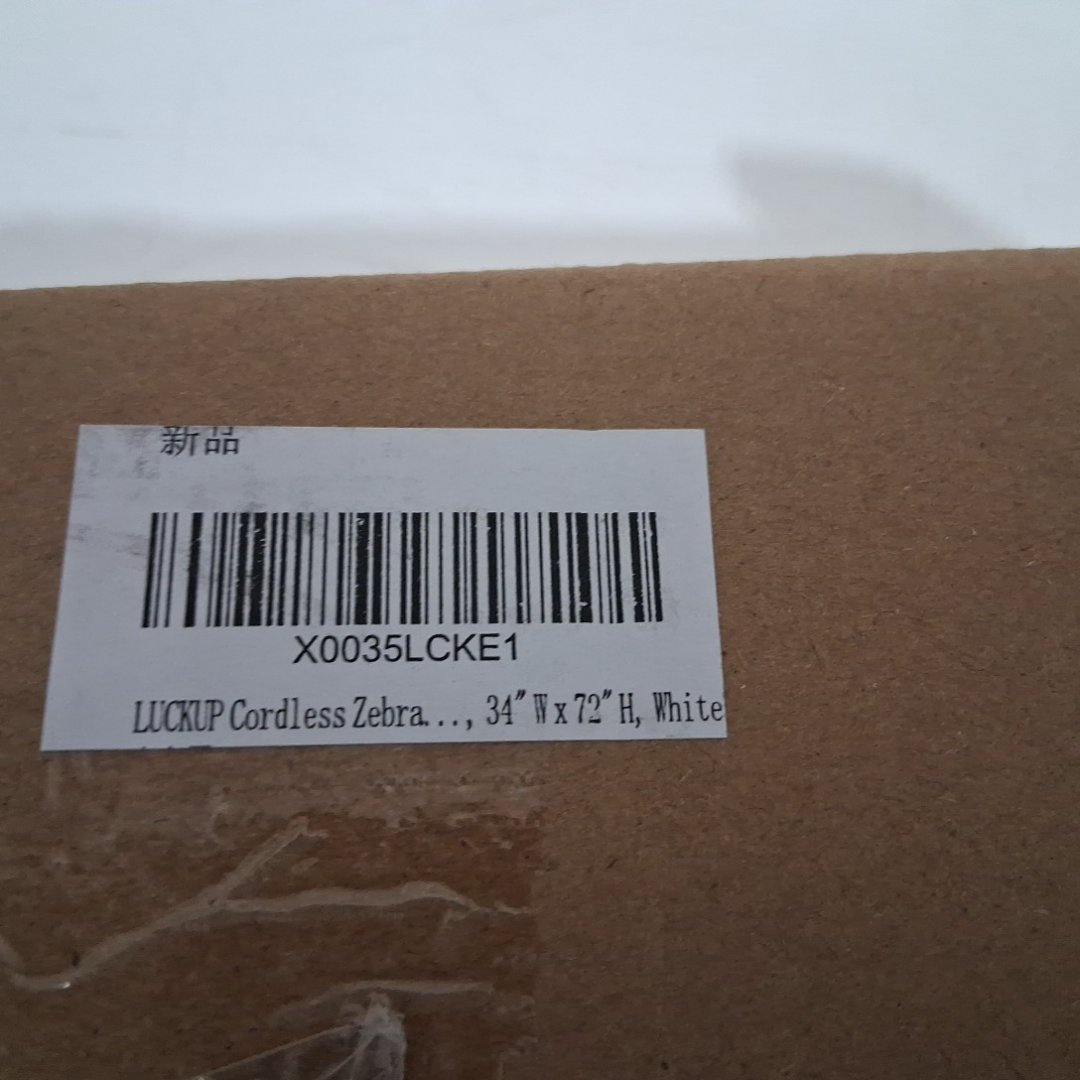 新品
X0035LCKE1
LUCKUP Cordless Zebra..., 34"W x 72"H, White